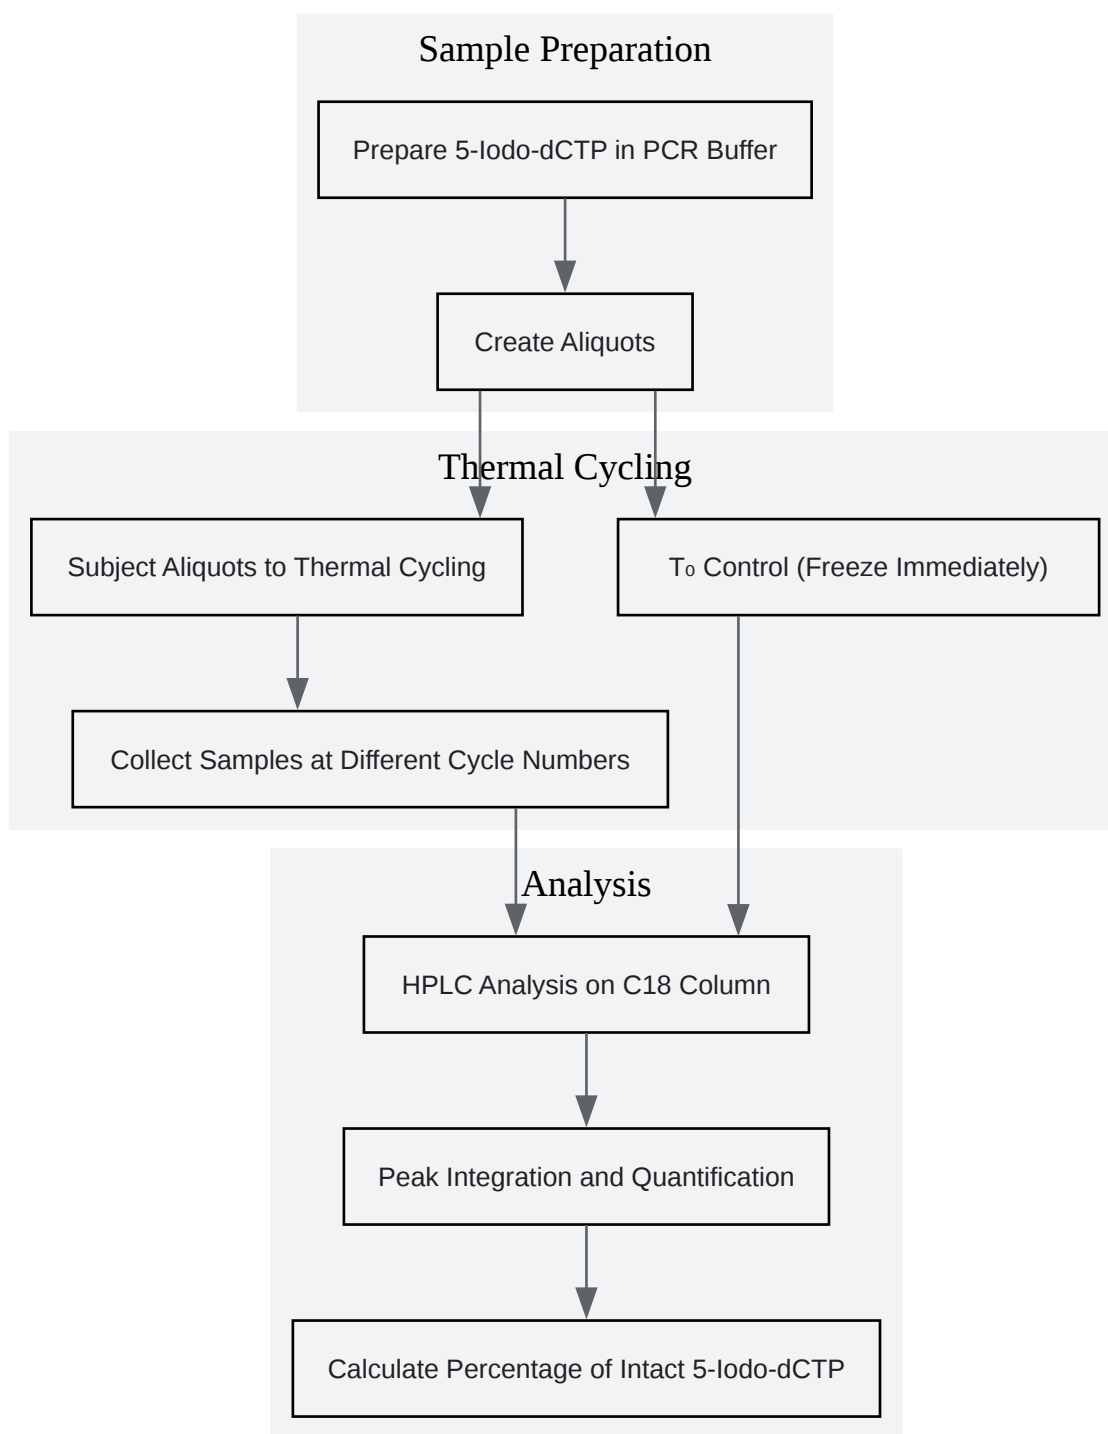 Sample Preparation
Prepare 5-Iodo-dCTP in PCR Buffer
Create Aliquots
Thermal Cycling
Subject Aliquots to Thermal Cycling
T₀ Control (Freeze Immediately)
Collect Samples at Different Cycle Numbers
Analysis
HPLC Analysis on C18 Column
Peak Integration and Quantification
Calculate Percentage of Intact 5-Iodo-dCTP